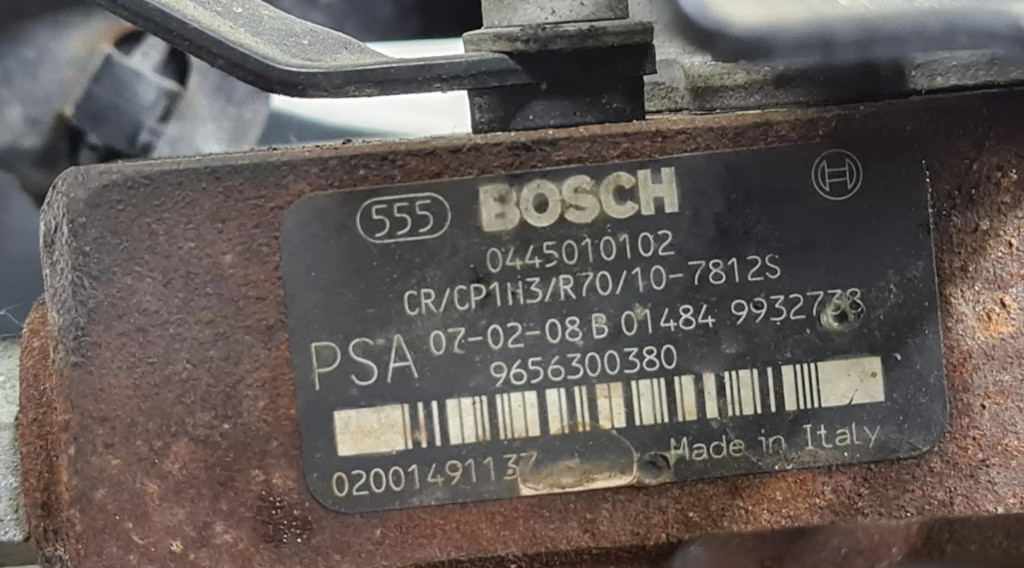 555 BOSCH
0445010102
CR/CP1H3/R70/10-7812S
PSA 07-02-08 B 01484 9932738
9656300380
Made in Italy